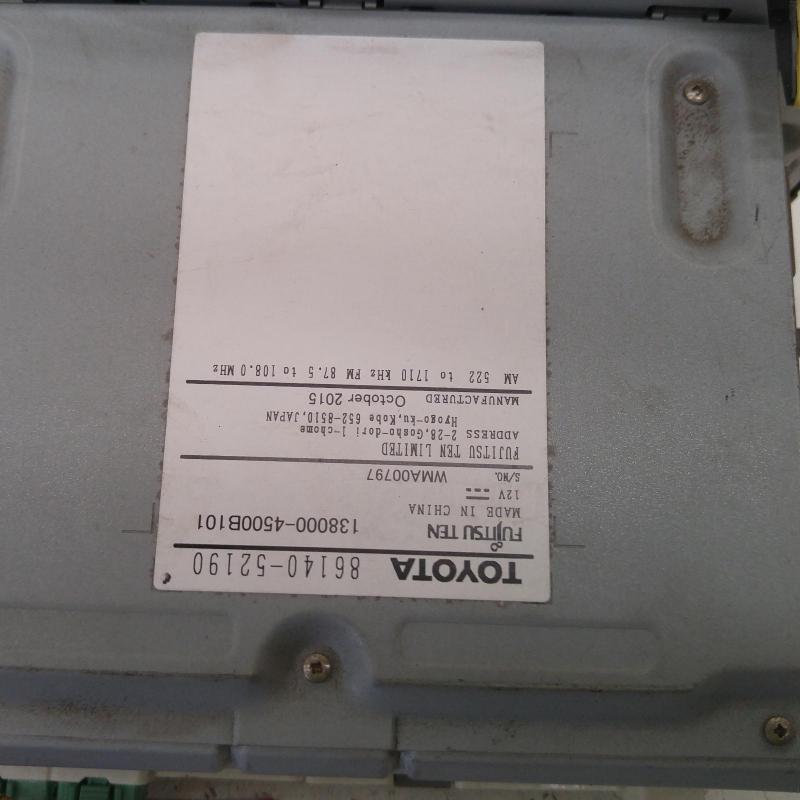 TOYOTA 86140-52190
FUJITSU TEN 138000-4500B101
MADE IN CHINA
12V
S/NO. WMA00797
FUJITSU TEN LIMITED
ADDRESS 2-28,Gosho-dori 1-chome
Hyogo-ku,Kobe 652-8510,JAPAN
MANUFACTURED October 2015
AM 522 to 1710 kHz FM 87.5 to 108.0 MHz